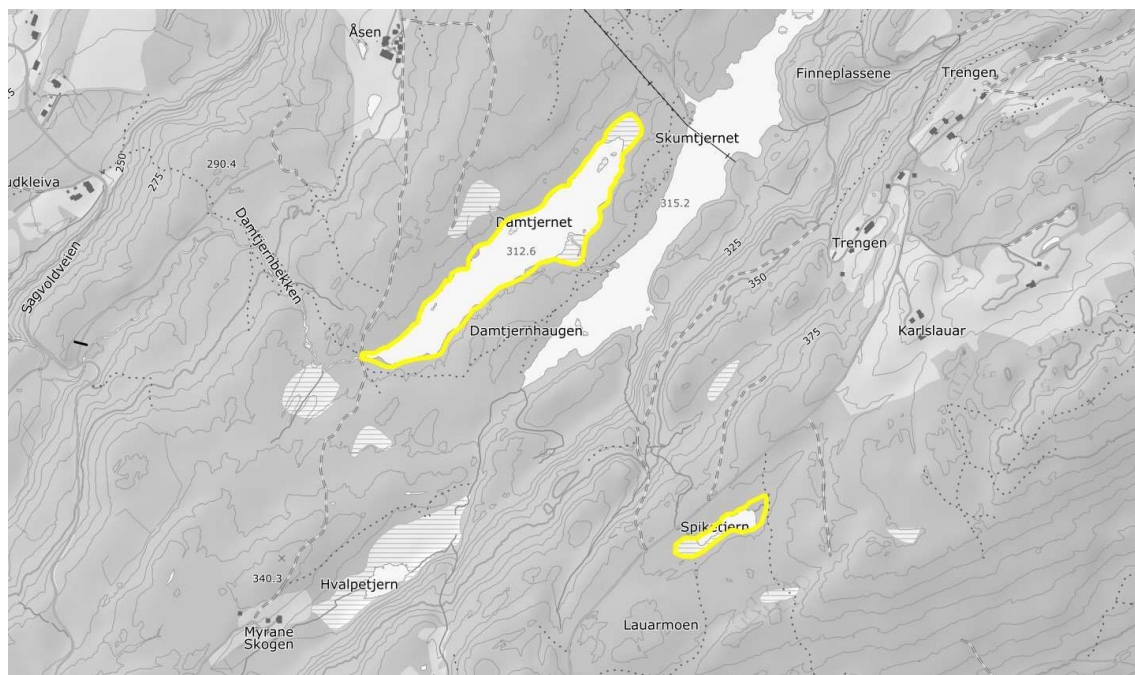 Åsen
Finneplassene
Trengen
Skumtjernet
250
290.4
275
udkleiva
315.2
Damtjernet
312.6
Damtjernbekken
325
Trengen
350
Sagvoldveien
Damtjernhaugen
375
Karlslauar
Spiketjern
340.3
Hvalpetjern
Lauarmoen
Myrane
Skogen